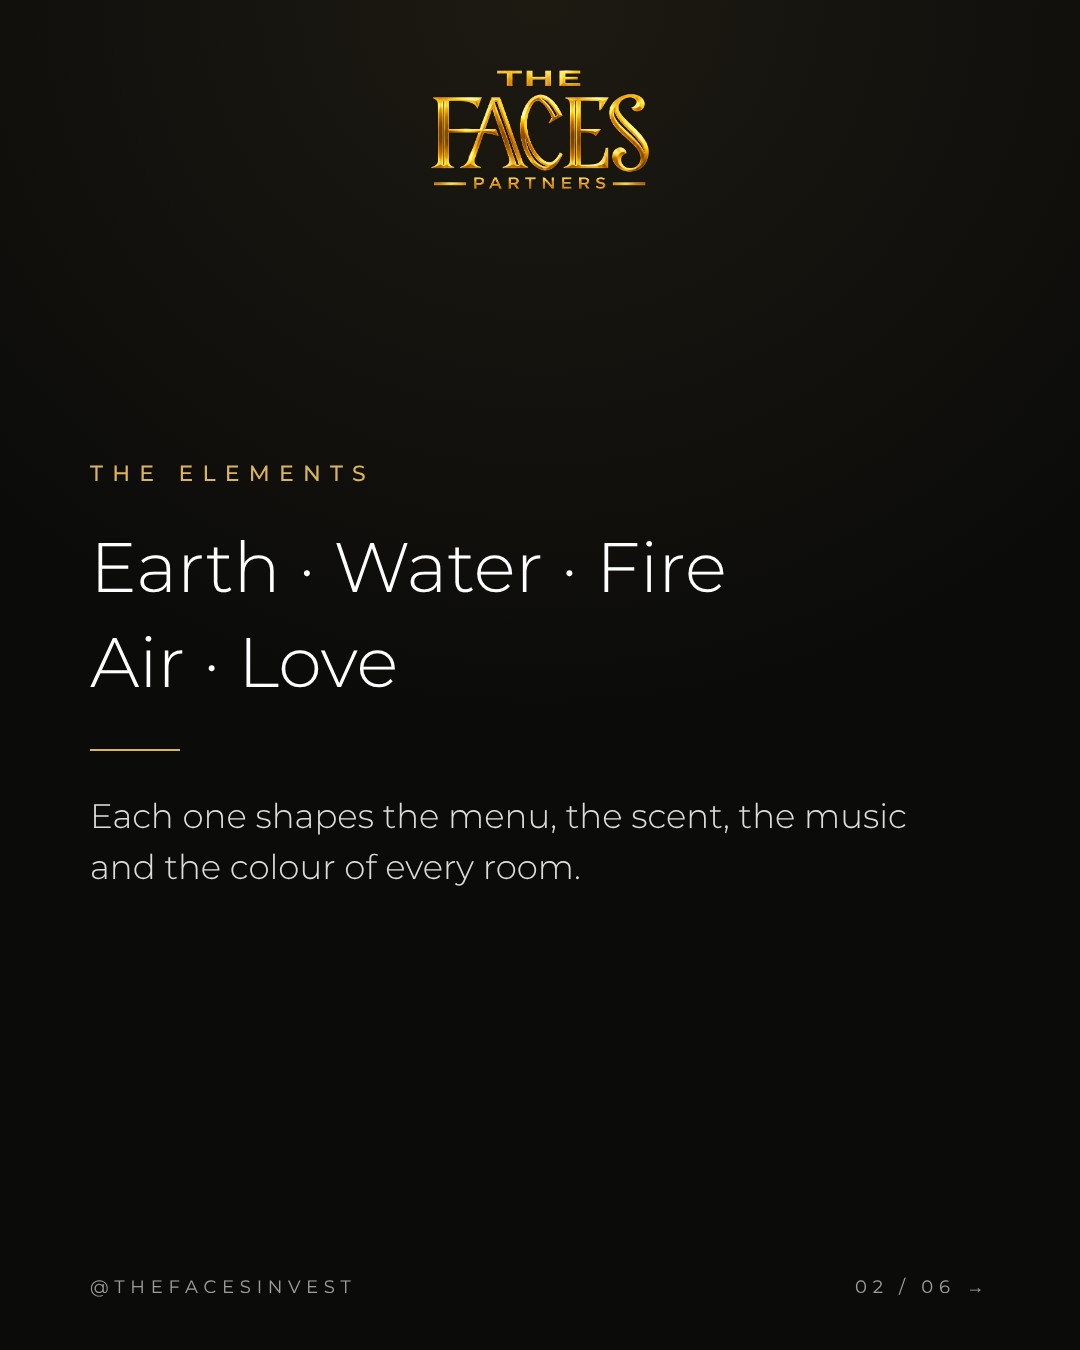 THE
FACES
PARTNERS
THE ELEMENTS
Earth · Water · Fire
Air · Love
Each one shapes the menu, the scent, the music
and the colour of every room.
@THEFACESINVEST
02 / 06 →